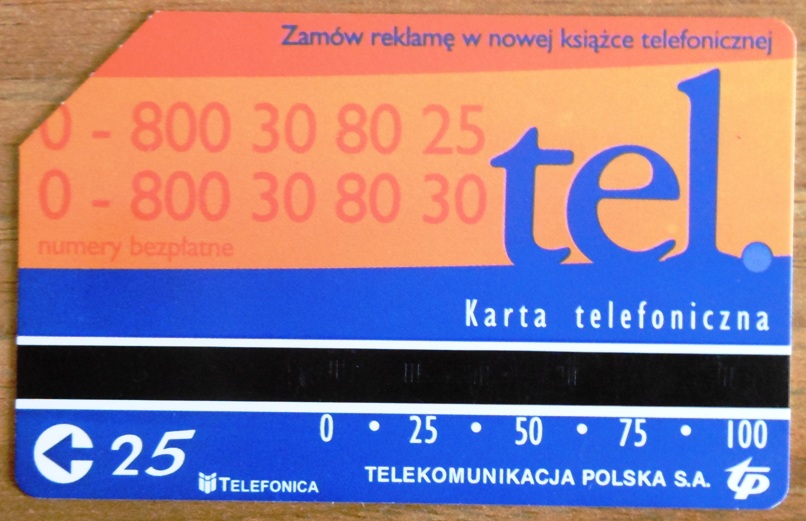 Zamów reklamę w nowej książce telefonicznej
0 - 800 30 80 25
0 - 800 30 80 30
numery bezpłatne
tel.
Karta telefoniczna
0 • 25 • 50 • 75 • 100
25
TELEFONICA
TELEKOMUNIKACJA POLSKA S.A.
tp